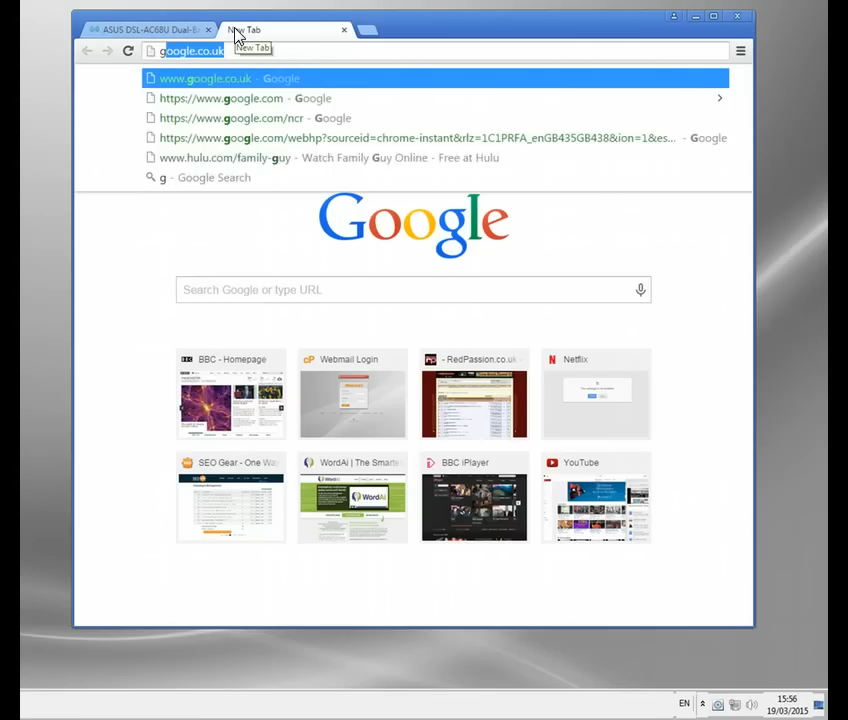 ASUS DSL-AC68U Dual-B
New Tab
google.co.uk
New Tab
www.google.co.uk - Google
https://www.google.com - Google
https://www.google.com/ncr - Google
https://www.google.com/webhp?sourceid=chrome-instant&rlz=1C1PRFA_enGB435GB438&ion=1&es... - Google
www.hulu.com/family-guy - Watch Family Guy Online - Free at Hulu
g - Google Search
Google
Search Google or type URL
BBC BBC - Homepage
cP Webmail Login
- RedPassion.co.uk -
N Netflix
SEO Gear - One Wa
WordAi | The Smarte
BBC iPlayer
YouTube
WordAi
EN
15:56
19/03/2015